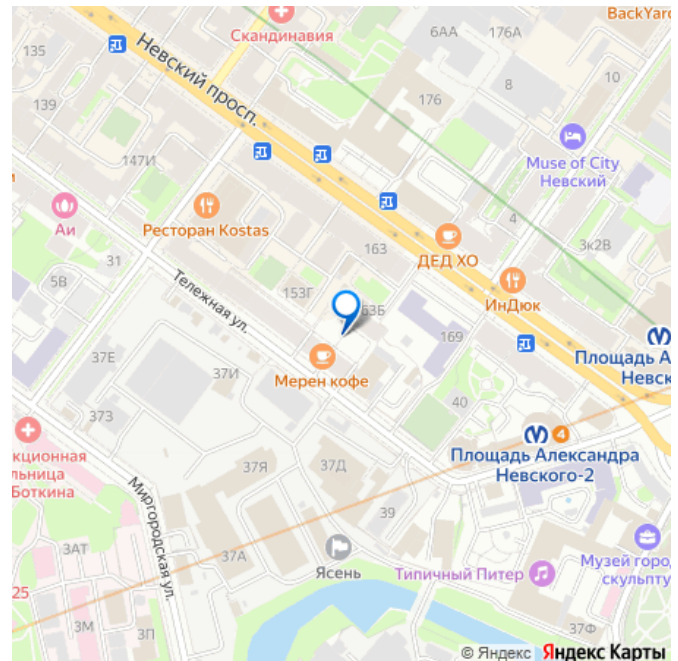 BackYard
Скандинавия
6АА
176А
135
Невский просп.
10
8
139
176
Muse of City
Невский
147И
4
Аи
Ресторан Kostas
163
3к2В
ДЕД ХО
31
5В
Тележная ул.
153Г
63Б
ИнДюк
169
Площадь А
Невск
37Е
37И
Мерен кофе
40
37З
4
Площадь Александра
Невского-2
кционная
льница
Боткина
37Я
37Д
Миргородская ул.
39
3АТ
37А
Ясень
Типичный Питер
Музей горо
скульпту
25
3М
3П
37Ф
© Яндекс Яндекс Карты